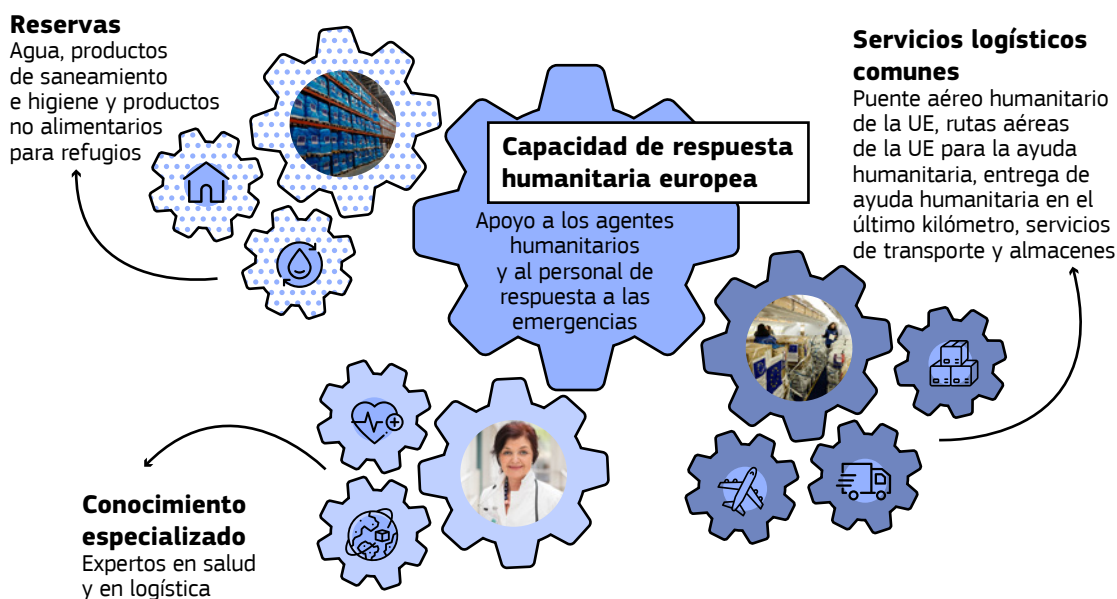 Reservas
Agua, productos
de saneamiento
e higiene y productos
no alimentarios
para refugios
Capacidad de respuesta
humanitaria europea
Apoyo a los agentes
humanitarios
y al personal de
respuesta a las
emergencias
Servicios logísticos
comunes
Puente aéreo humanitario
de la UE, rutas aéreas
de la UE para la ayuda
humanitaria, entrega de
ayuda humanitaria en el
último kilómetro, servicios
de transporte y almacenes
Conocimiento
especializado
Expertos en salud
y en logística